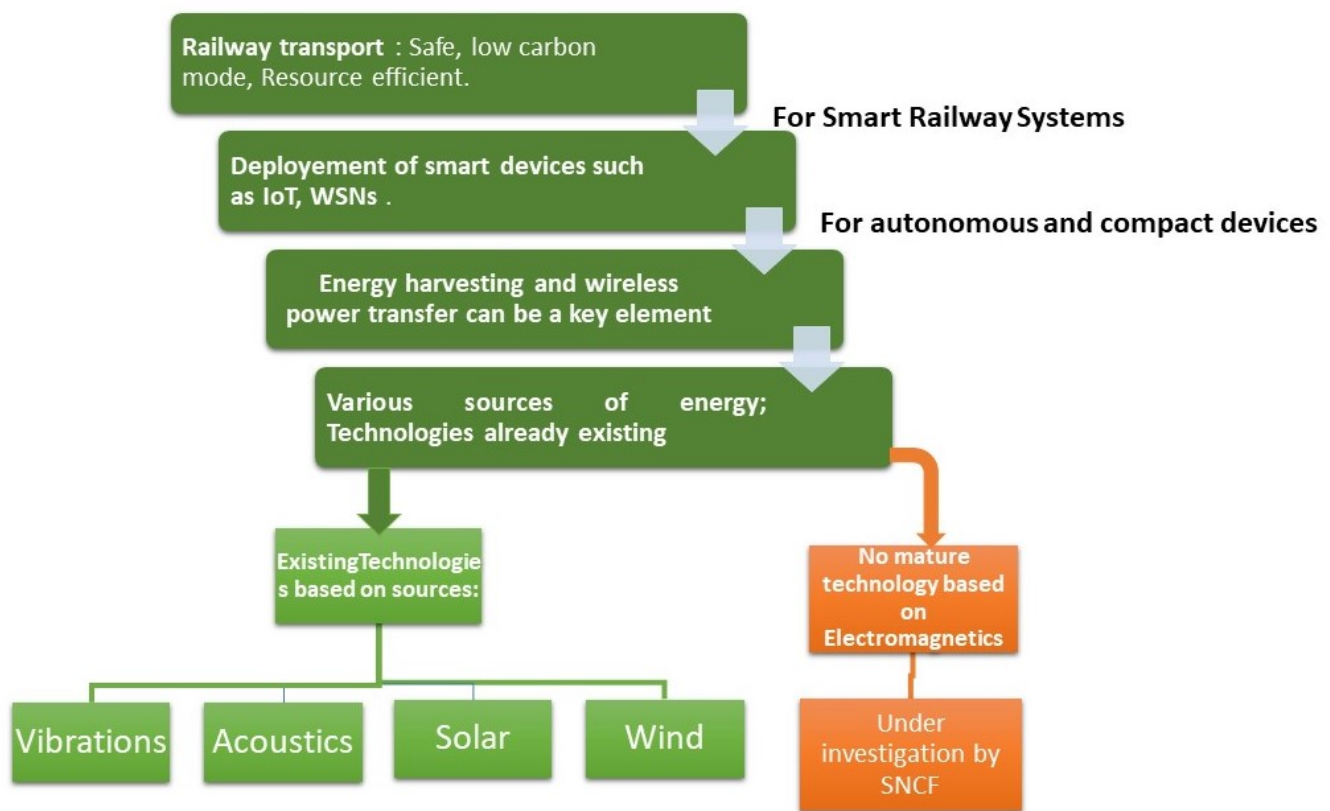 Railway transport : Safe, low carbon
mode, Resource efficient.
For Smart Railway Systems
Deployement of smart devices such
as IoT, WSNs .
For autonomous and compact devices
Energy harvesting and wireless
power transfer can be a key element
Various sources of energy;
Technologies already existing
ExistingTechnologie
s based on sources:
No mature
technology based
on
Electromagnetics
Vibrations
Acoustics
Solar
Wind
Under
investigation by
SNCF